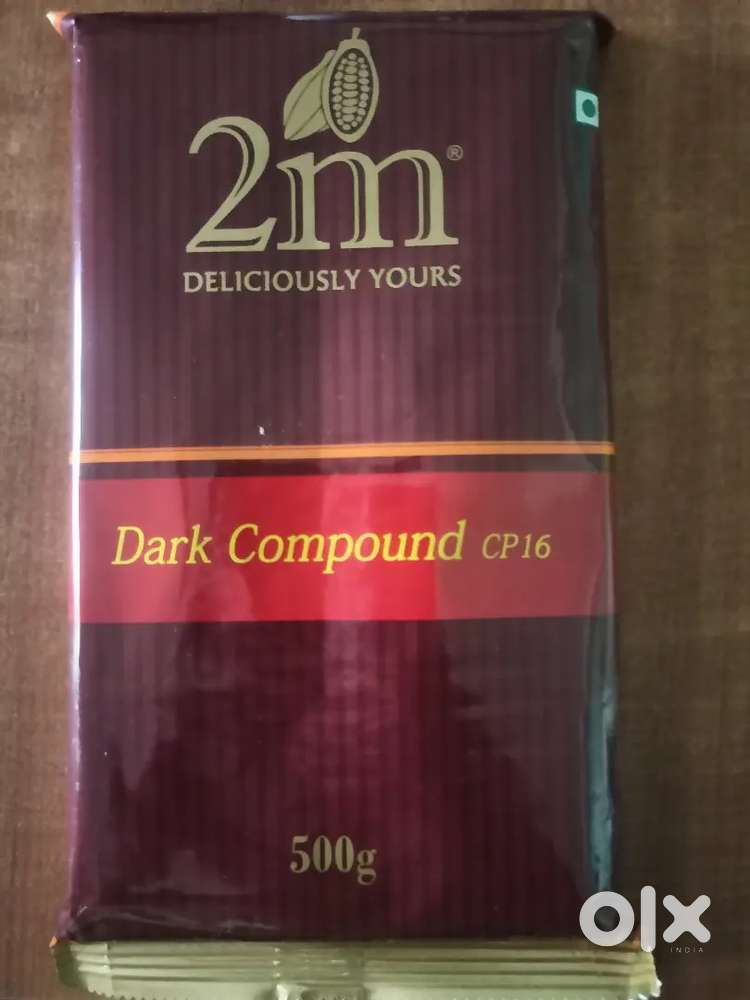 2m®
DELICIOUSLY YOURS
Dark Compound CP16
500g
olx
INDIA